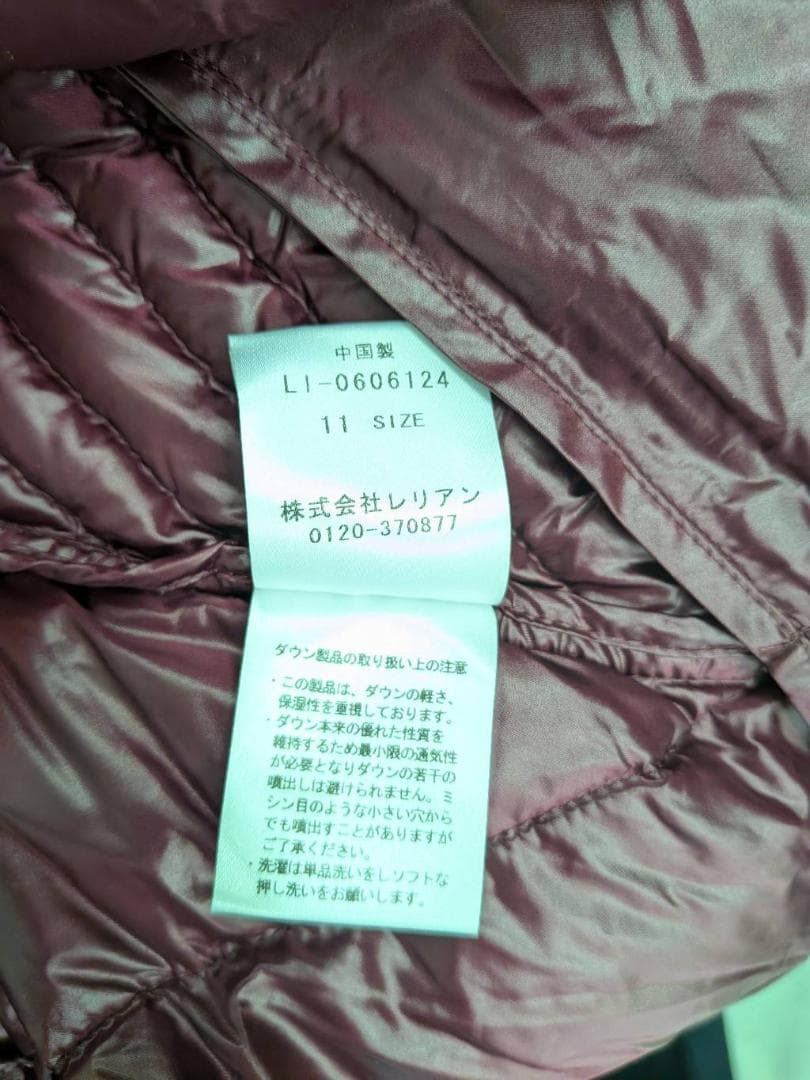 中国製
LI-0606124
11 SIZE
株式会社レリアン
0120-370877
ダウン製品の取り扱い上の注意
・この製品は、ダウンの軽さ、
保湿性を重視しております。
・ダウン本来の優れた性質を
維持するため最小限の通気性
が必要となりダウンの若干の
噴出しは避けられません。ミ
シン目のような小さい穴から
でも噴出すことがありますが
ご了承ください。
・洗濯は単品洗いをしソフトな
押し洗いをお願いします。